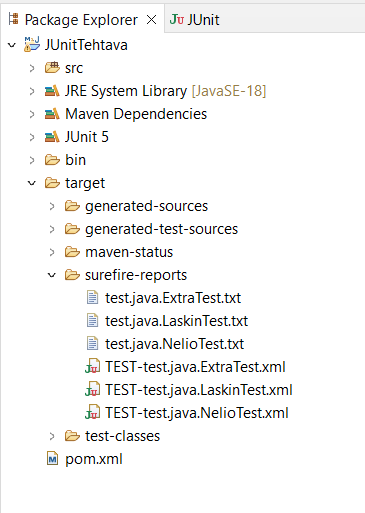 Package Explorer JUnit
JUnitTehtava
src
JRE System Library [JavaSE-18]
Maven Dependencies
JUnit 5
bin
target
generated-sources
generated-test-sources
maven-status
surefire-reports
test.java.ExtraTest.txt
test.java.LaskinTest.txt
test.java.NelioTest.txt
TEST-test.java.ExtraTest.xml
TEST-test.java.LaskinTest.xml
TEST-test.java.NelioTest.xml
test-classes
pom.xml